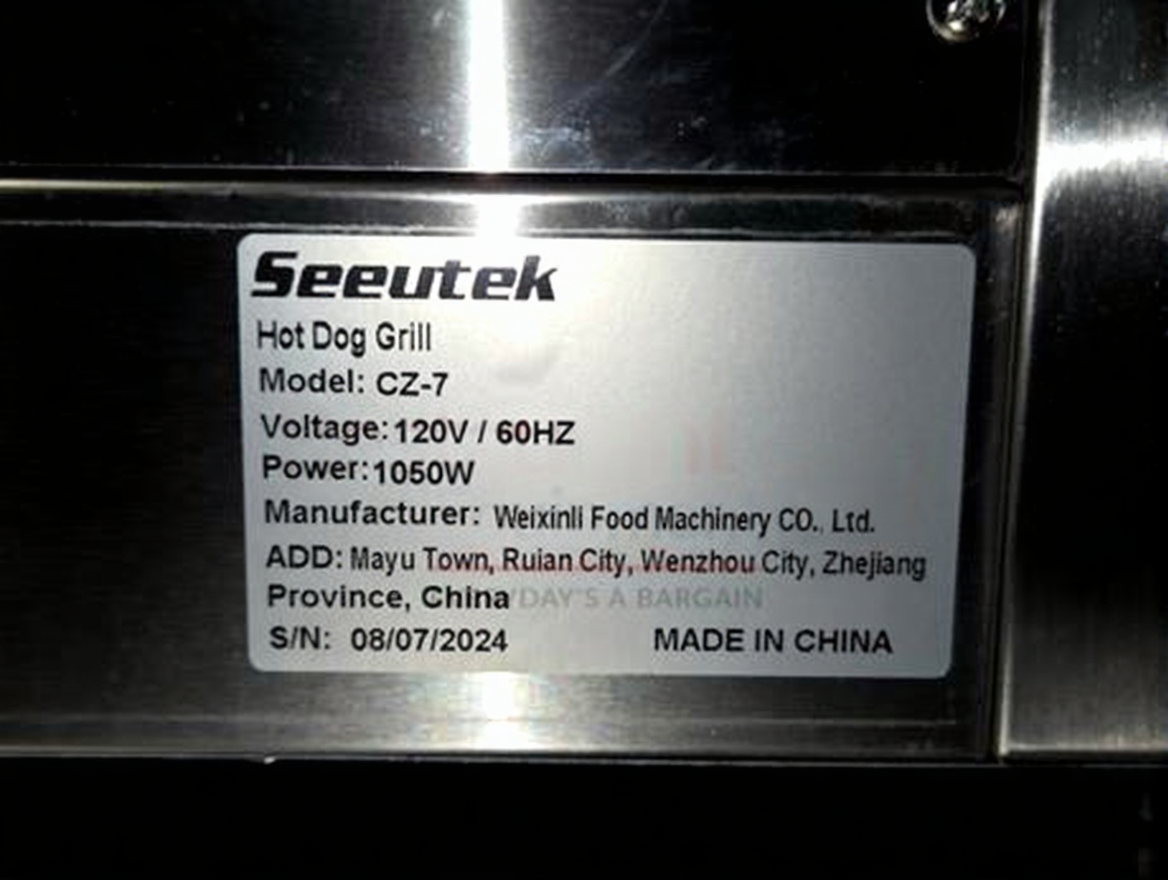 Seeutek
Hot Dog Grill
Model: CZ-7
Voltage: 120V / 60HZ
Power: 1050W
Manufacturer: Weixinli Food Machinery CO., Ltd.
ADD: Mayu Town, Ruian City, Wenzhou City, Zhejiang
Province, China
DAY'S A BARGAIN
S/N: 08/07/2024 MADE IN CHINA